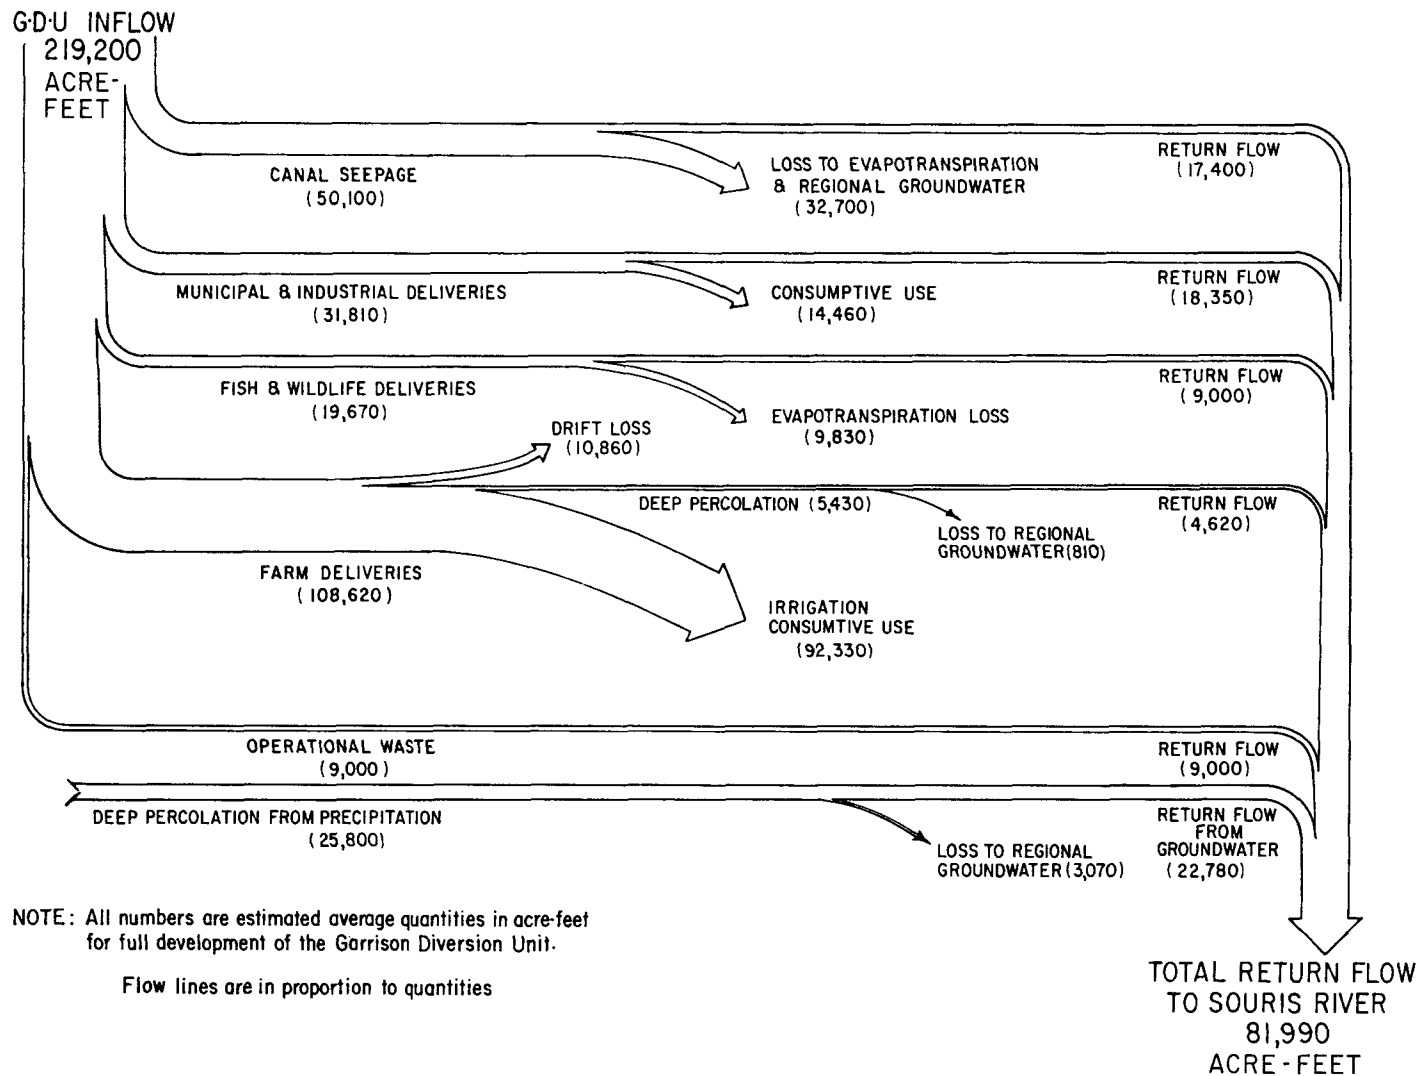 G·D·U INFLOW
219,200
ACRE-
FEET
CANAL SEEPAGE
(50,100)
LOSS TO EVAPOTRANSPIRATION
& REGIONAL GROUNDWATER
(32,700)
RETURN FLOW
(17,400)
MUNICIPAL & INDUSTRIAL DELIVERIES
(31,810)
CONSUMPTIVE USE
(14,460)
RETURN FLOW
(18,350)
FISH & WILDLIFE DELIVERIES
(19,670)
EVAPOTRANSPIRATION LOSS
(9,830)
RETURN FLOW
(9,000)
DRIFT LOSS
(10,860)
DEEP PERCOLATION (5,430)
LOSS TO REGIONAL
GROUNDWATER(810)
RETURN FLOW
(4,620)
FARM DELIVERIES
(108,620)
IRRIGATION
CONSUMTIVE USE
(92,330)
OPERATIONAL WASTE
(9,000)
RETURN FLOW
(9,000)
DEEP PERCOLATION FROM PRECIPITATION
(25,800)
LOSS TO REGIONAL
GROUNDWATER(3,070)
RETURN FLOW
FROM
GROUNDWATER
(22,780)
NOTE: All numbers are estimated average quantities in acre-feet
for full development of the Garrison Diversion Unit.
Flow lines are in proportion to quantities
TOTAL RETURN FLOW
TO SOURIS RIVER
81,990
ACRE-FEET